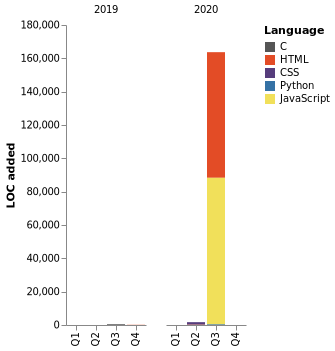 2019
2020
180,000
160,000
140,000
120,000
100,000
80,000
60,000
40,000
20,000
0
LOC added
Q1
Q2
Q3
Q4
Q1
Q2
Q3
Q4
Language
C
HTML
CSS
Python
JavaScript